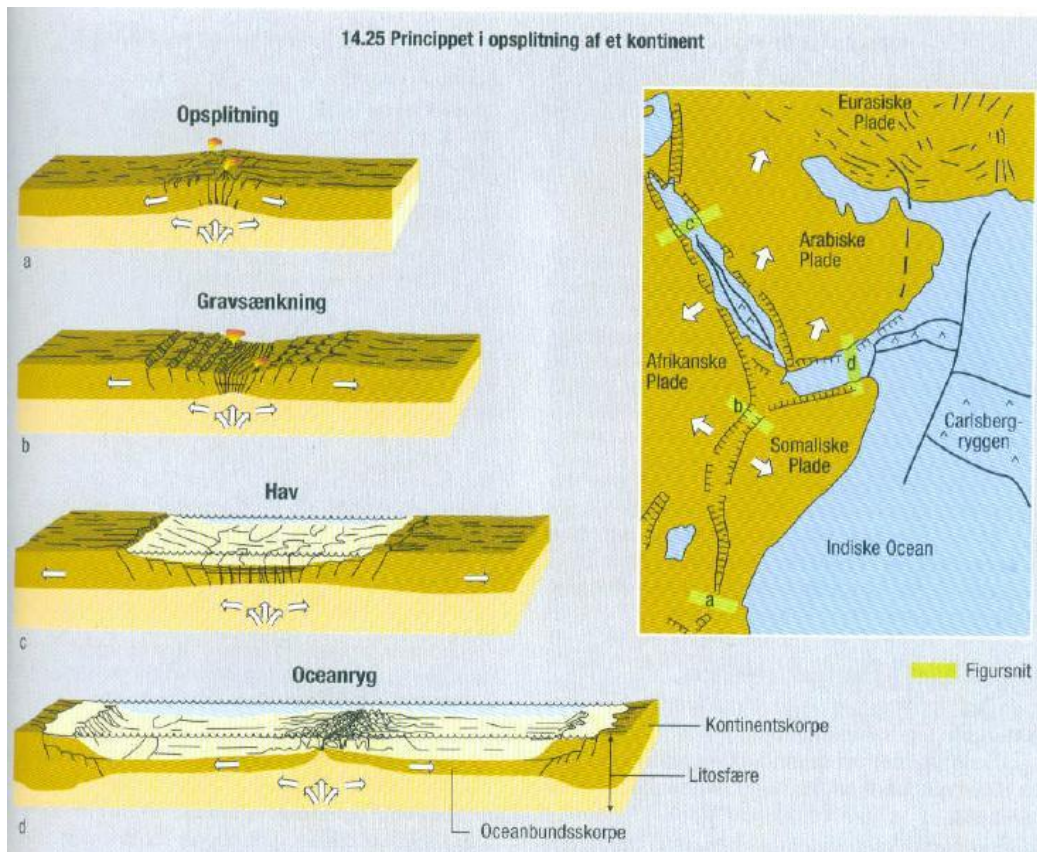 14.25 Princippet i opsplitning af et kontinent
Opsplitning
a
Gravsænkning
b
Hav
c
Oceanryg
d
Kontinentskorpe
Litosfære
Oceanbundsskorpe
Eurasiske
Plade
c
Arabiske
Plade
Afrikanske
Plade
d
b
Somaliske
Plade
Carlsberg-
ryggen
Indiske Ocean
a
Figursnit